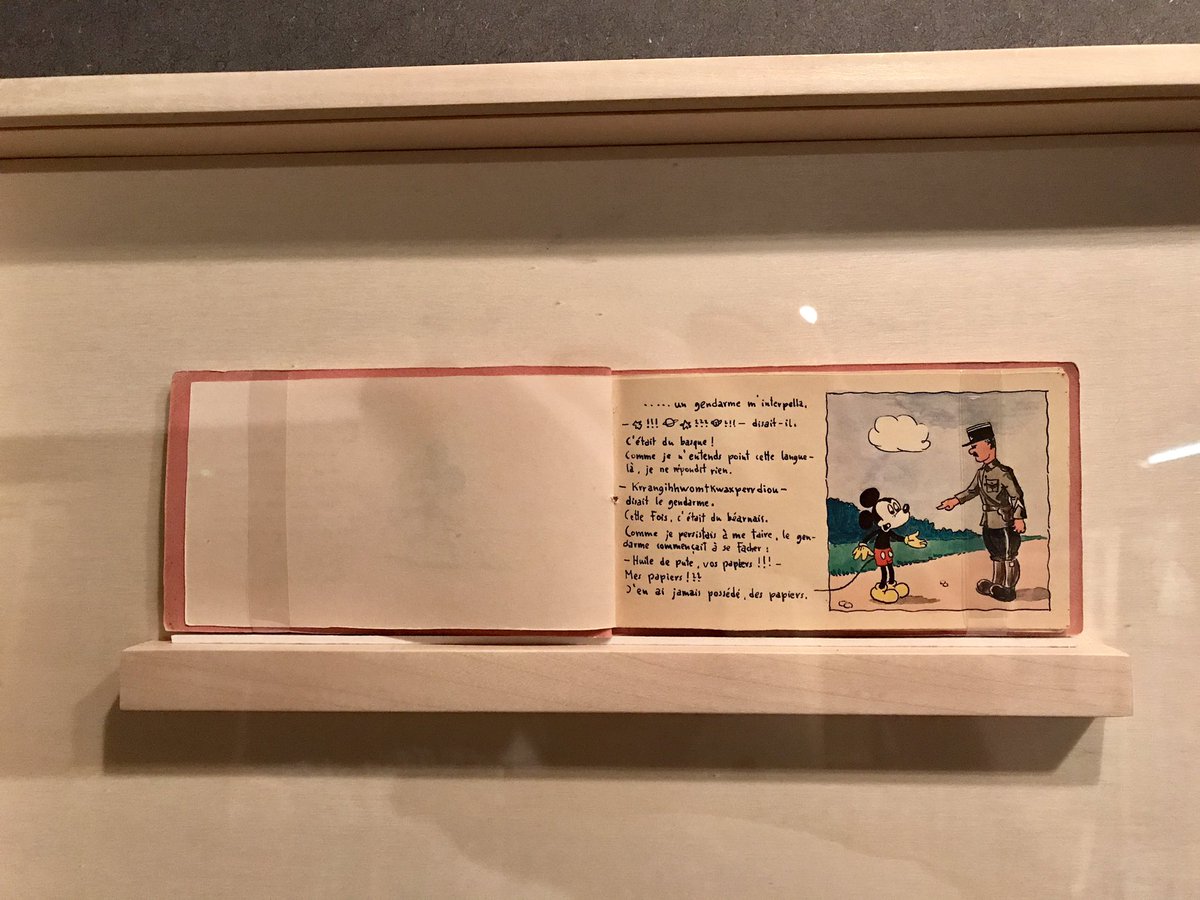 ..... un gendarme m'interpella.
- !!! !!! !!! - disait-il.
C'était du basque !
Comme je n'entends point cette langue-
là, je ne répondit rien.
- Krrangihhwomtkwaxperrdiou -
disait le gendarme.
Cette Fois, c'était du béarnais.
Comme je persistais à me taire, le gen-
darme commençait à se facher :
- Huile de pute, vos papiers !!! -
Mes papiers !
J'en ai jamais possédé, des papiers.